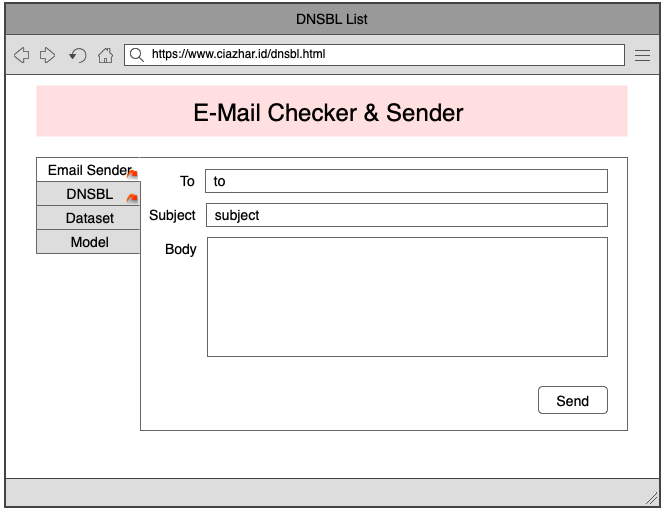 DNSBL List
https://www.ciazhar.id/dnsbl.html
E-Mail Checker & Sender
Email Sender
DNSBL
Dataset
Model
To
to
Subject
subject
Body
Send